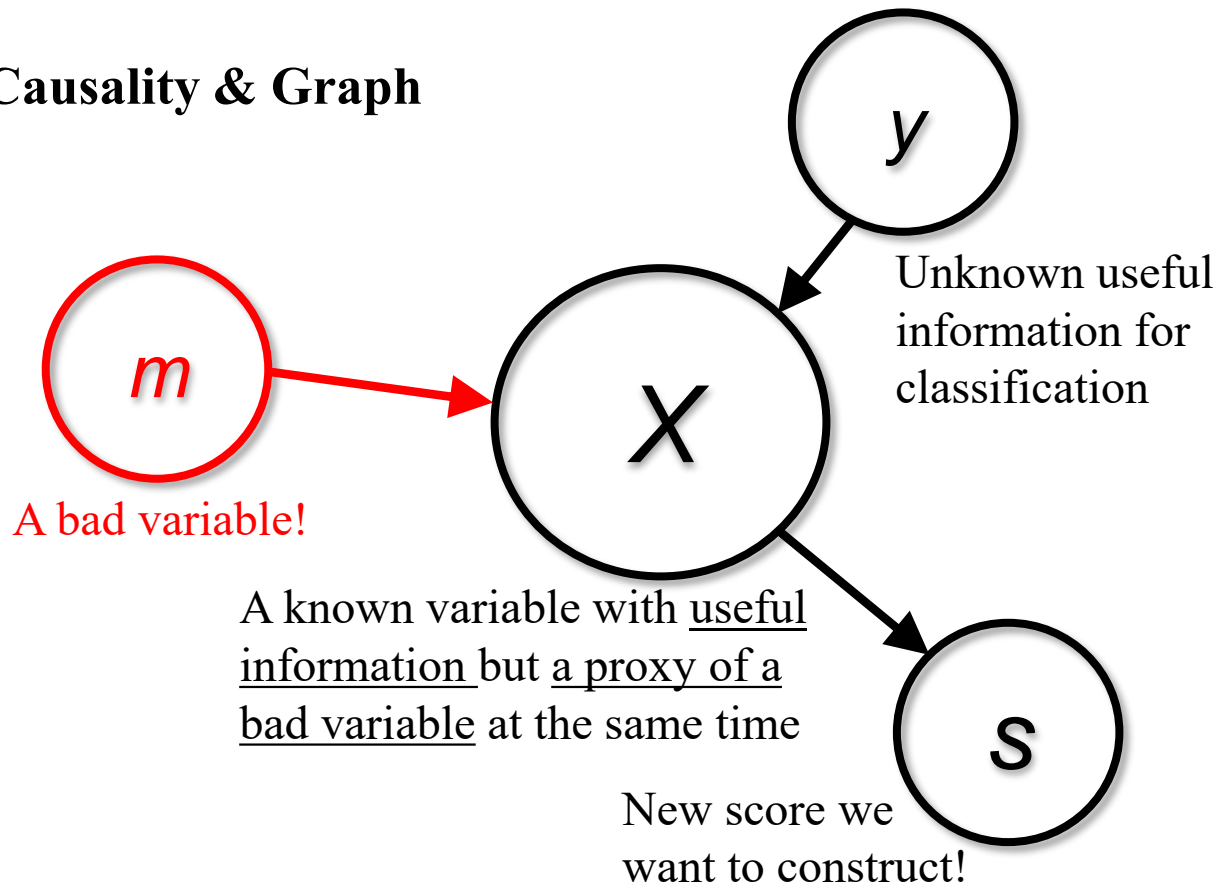 Causality & Graph
y
Unknown useful
information for
classification
m
A bad variable!
X
A known variable with useful
information but a proxy of a
bad variable at the same time
s
New score we
want to construct!